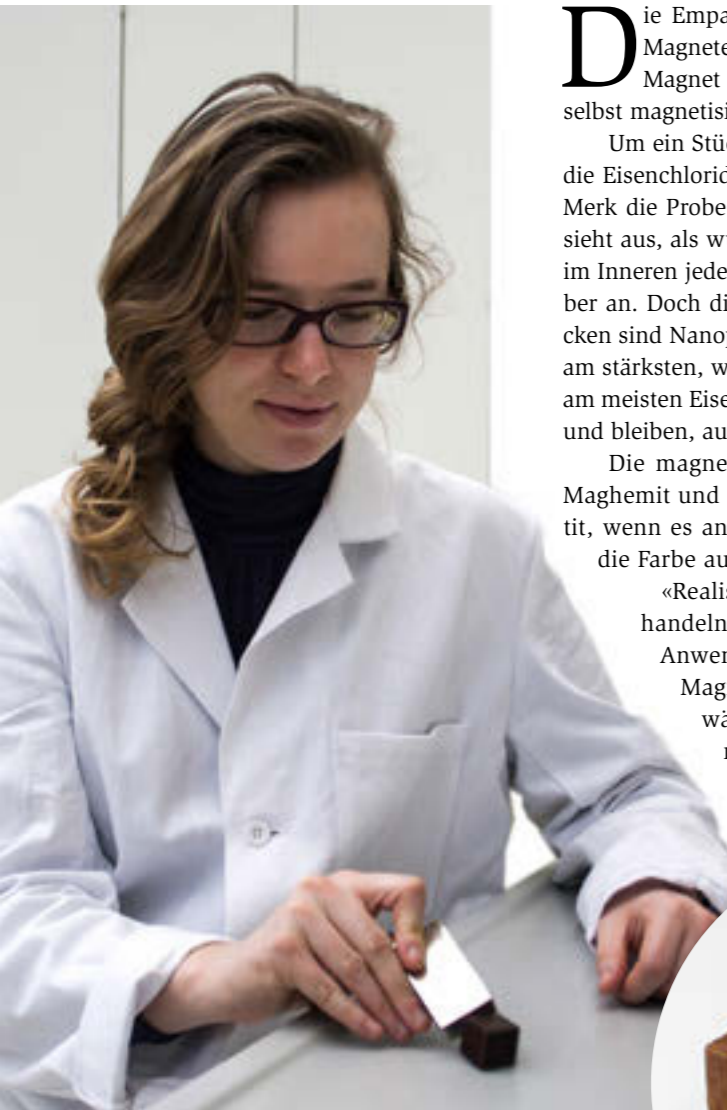 Die Empa
Magnete
Magnet
selbst magnetisi
Um ein Stü
die Eisenchlorid
Merk die Probe
sieht aus, als w
im Inneren jede
ber an. Doch di
cken sind Nano
am stärksten, w
am meisten Eise
und bleiben, au
Die magne
Maghemit und
tit, wenn es an
die Farbe au
«Realis
handeln
Anwen
Mag
wä